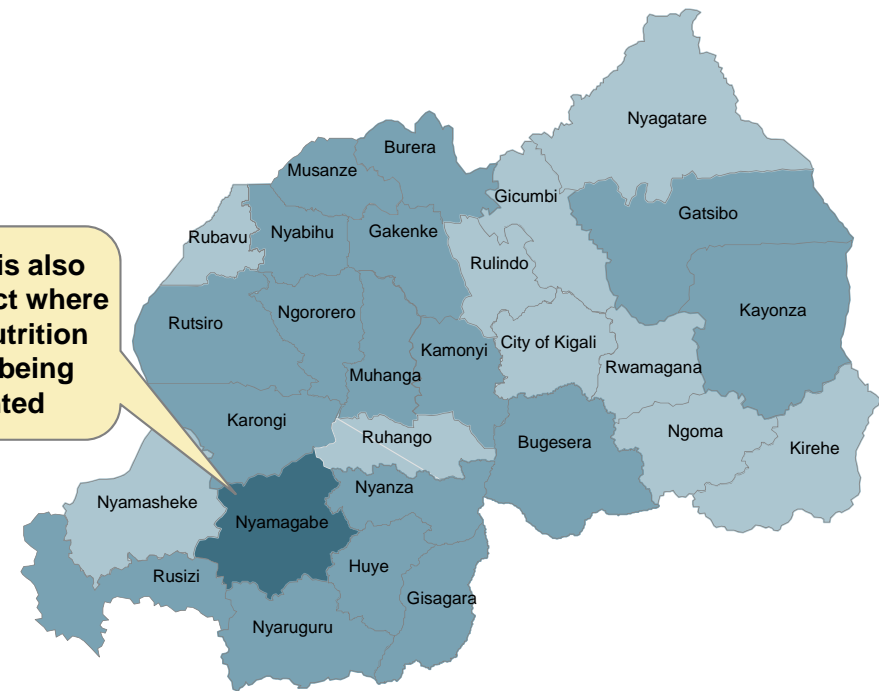 is also
ct where
utrition
being
ted
Nyagatare
Burera
Musanze
Gicumbi
Gatsibo
Rubavu
Nyabihu
Gakenke
Rulindo
Kayonza
Rutsiro
Ngororero
City of Kigali
Kamonyi
Rwamagana
Muhanga
Karongi
Ruhango
Bugesera
Ngoma
Kirehe
Nyanza
Nyamasheke
Nyamagabe
Huye
Rusizi
Gisagara
Nyaruguru